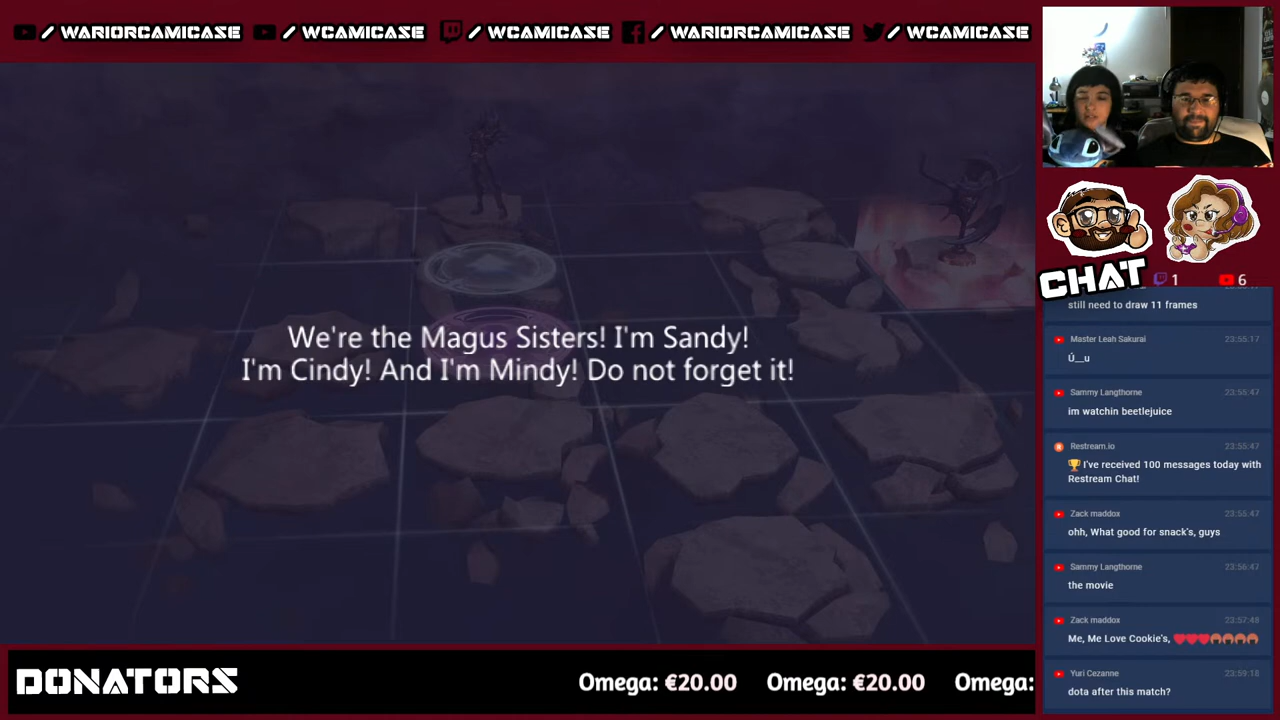 / WARIORCAMICASE / WCAMICASE / WCAMICASE / WARIORCAMICASE / WCAMICASE
We're the Magus Sisters! I'm Sandy!
I'm Cindy! And I'm Mindy! Do not forget it!
CHAT
1 6
still need to draw 11 frames
Master Leah Sakurai 23:55:17
Ú__u
Sammy Langthorne 23:55:47
im watchin beetlejuice
Restream.io 23:55:47
🏆 I've received 100 messages today with
Restream Chat!
Zack maddox 23:55:47
ohh, What good for snack's, guys
Sammy Langthorne 23:56:47
the movie
Zack maddox 23:57:48
Me, Me Love Cookie's,
Yuri Cezanne 23:59:18
dota after this match?
DONATORS
Omega: €20.00 Omega: €20.00 Omega: